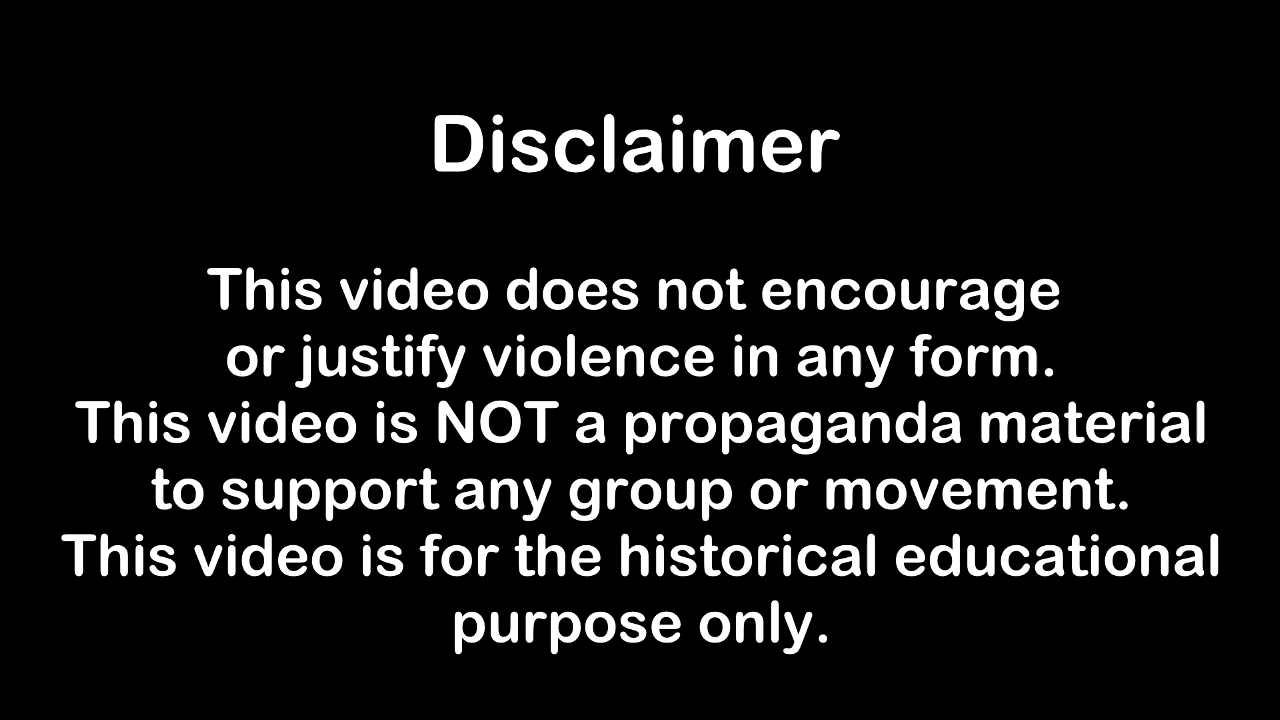 Disclaimer
This video does not encourage
or justify violence in any form.
This video is NOT a propaganda material
to support any group or movement.
This video is for the historical educational
purpose only.